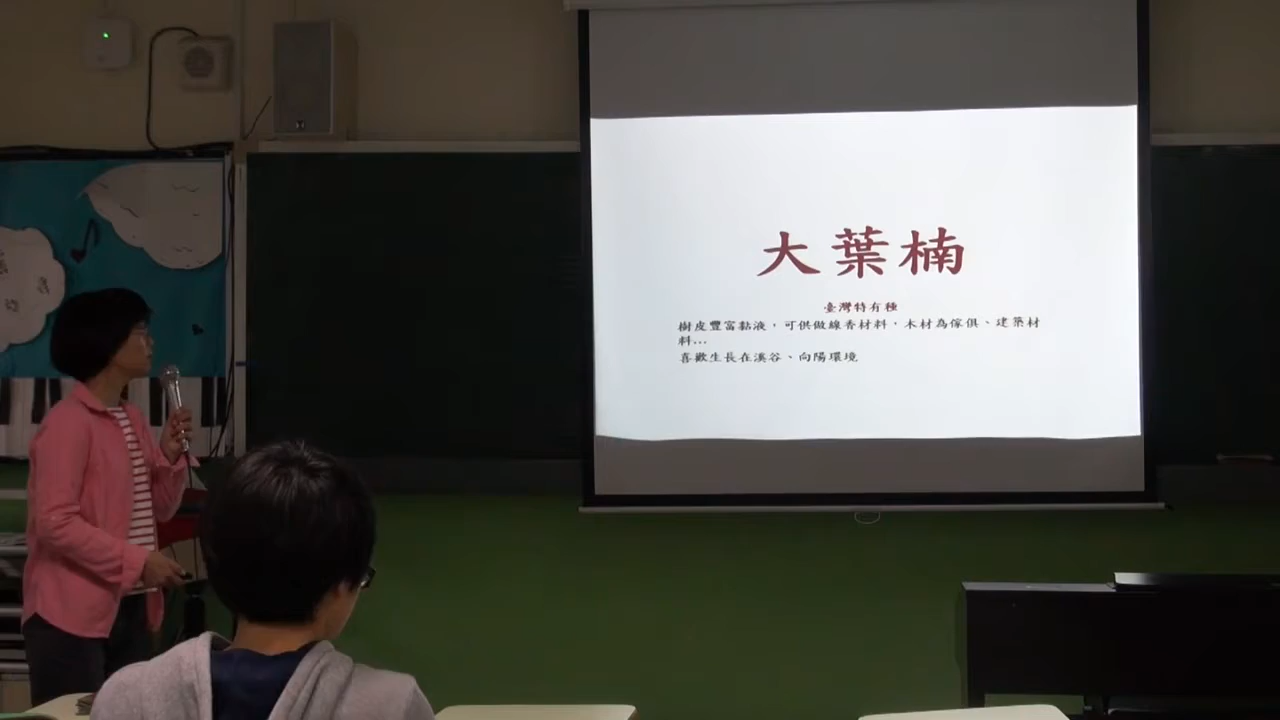 大葉楠
臺灣特有種
樹皮豐富黏液，可供做線香材料，木材為傢俱、建築材
料...
喜歡生長在溪谷、向陽環境